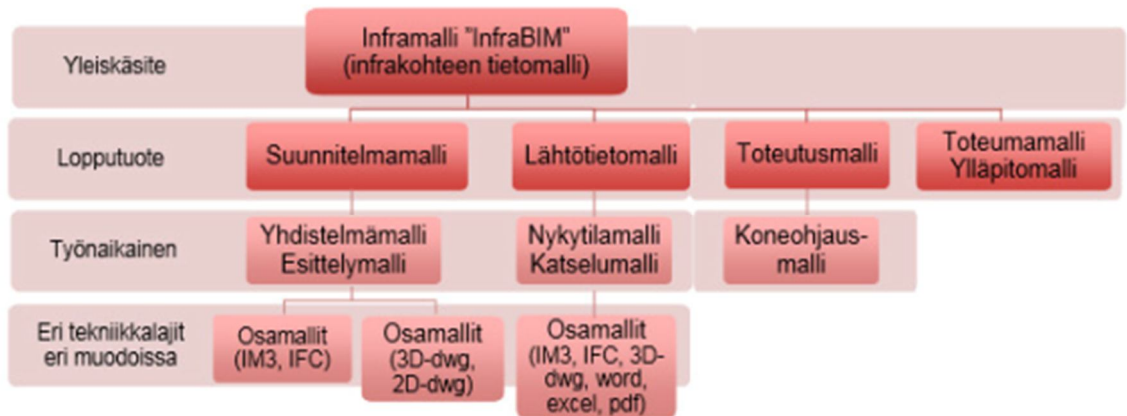 Inframalli "InfraBIM"
(infrakohteen tietomalli)
Yleiskäsite
Lopputuote
Suunnitelmamalli
Lähtötietomalli
Toteutusmalli
Toteumamalli
Ylläpitomalli
Työnaikainen
Yhdistelmämalli
Esittelymalli
Nykytilamalli
Katselumalli
Koneohjaus-
malli
Eri tekniikkalajit
eri muodoissa
Osamallit
(IM3, IFC)
Osamallit
(3D-dwg,
2D-dwg)
Osamallit
(IM3, IFC, 3D-
dwg, word,
excel, pdf)